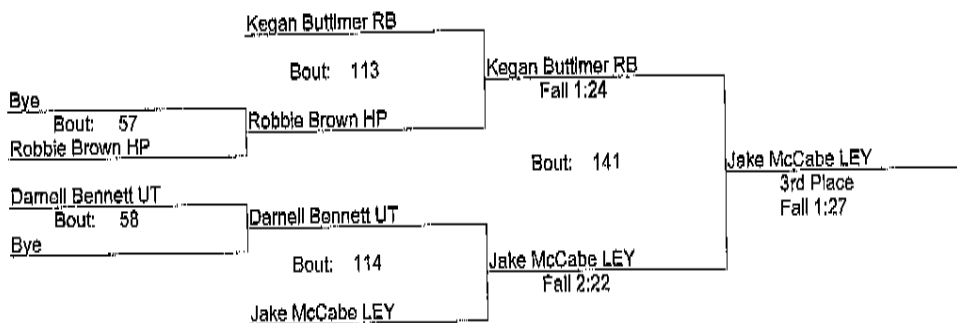 Kegan Buttimer RB
Bout: 113
Kegan Buttimer RB
Fall 1:24
Bye
Bout: 57
Robbie Brown HP
Robbie Brown HP
Bout: 141
Jake McCabe LEY
3rd Place
Fall 1:27
Darnell Bennett UT
Bout: 58
Darnell Bennett UT
Bye
Bout: 114
Jake McCabe LEY
Fall 2:22
Jake McCabe LEY